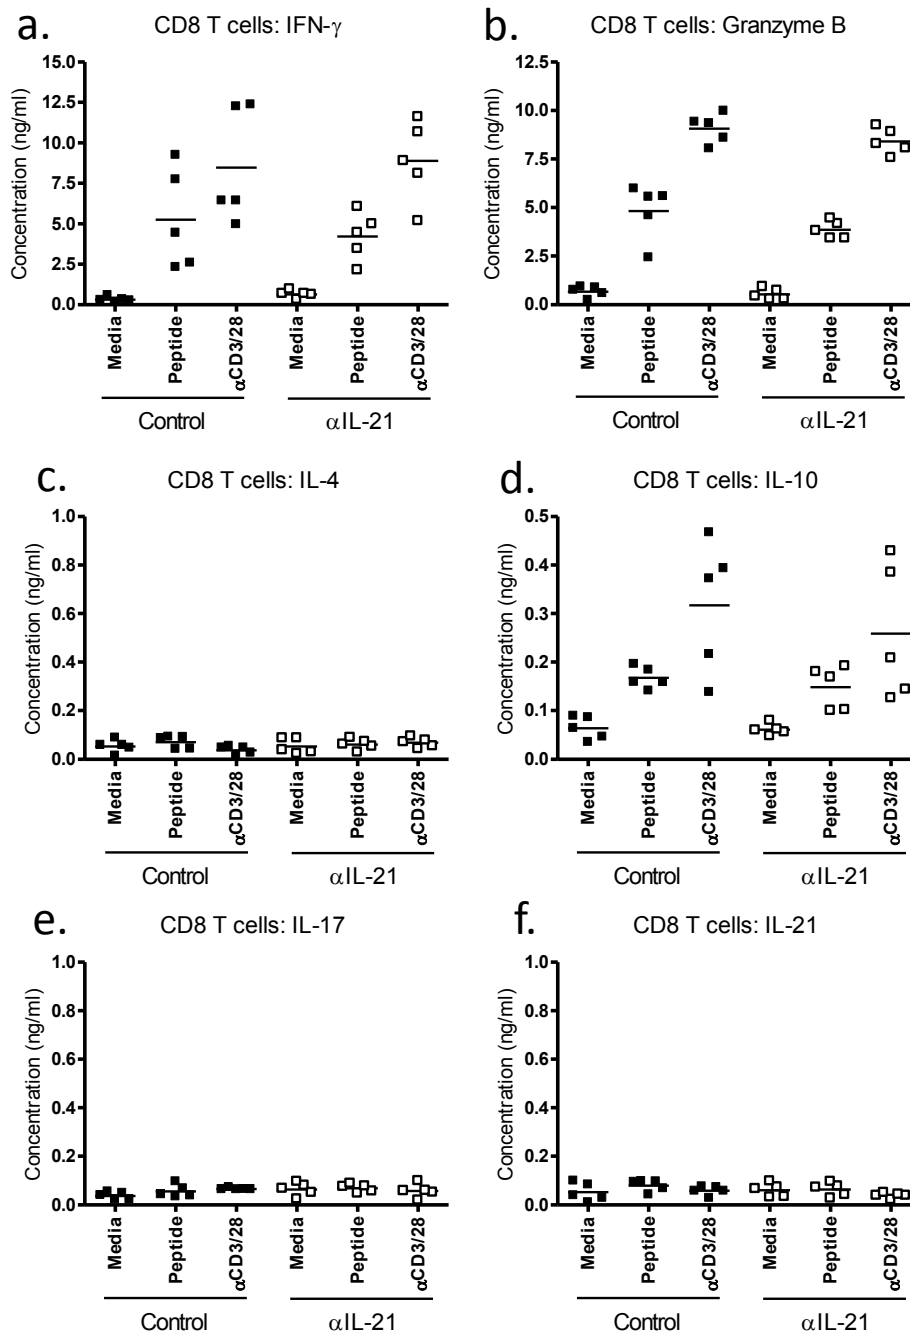 a.
CD8 T cells: IFN-γ
Concentration (ng/ml)
15.0
12.5
10.0
7.5
5.0
2.5
0.0
Media
Peptide
αCD3/28
Media
Peptide
αCD3/28
Control
αIL-21
b.
CD8 T cells: Granzyme B
Concentration (ng/ml)
12.5
10.0
7.5
5.0
2.5
0.0
Media
Peptide
αCD3/28
Media
Peptide
αCD3/28
Control
αIL-21
c.
CD8 T cells: IL-4
Concentration (ng/ml)
1.0
0.8
0.6
0.4
0.2
0.0
Media
Peptide
αCD3/28
Media
Peptide
αCD3/28
Control
αIL-21
d.
CD8 T cells: IL-10
Concentration (ng/ml)
0.5
0.4
0.3
0.2
0.1
0.0
Media
Peptide
αCD3/28
Media
Peptide
αCD3/28
Control
αIL-21
e.
CD8 T cells: IL-17
Concentration (ng/ml)
1.0
0.8
0.6
0.4
0.2
0.0
Media
Peptide
αCD3/28
Media
Peptide
αCD3/28
Control
αIL-21
f.
CD8 T cells: IL-21
Concentration (ng/ml)
1.0
0.8
0.6
0.4
0.2
0.0
Media
Peptide
αCD3/28
Media
Peptide
αCD3/28
Control
αIL-21